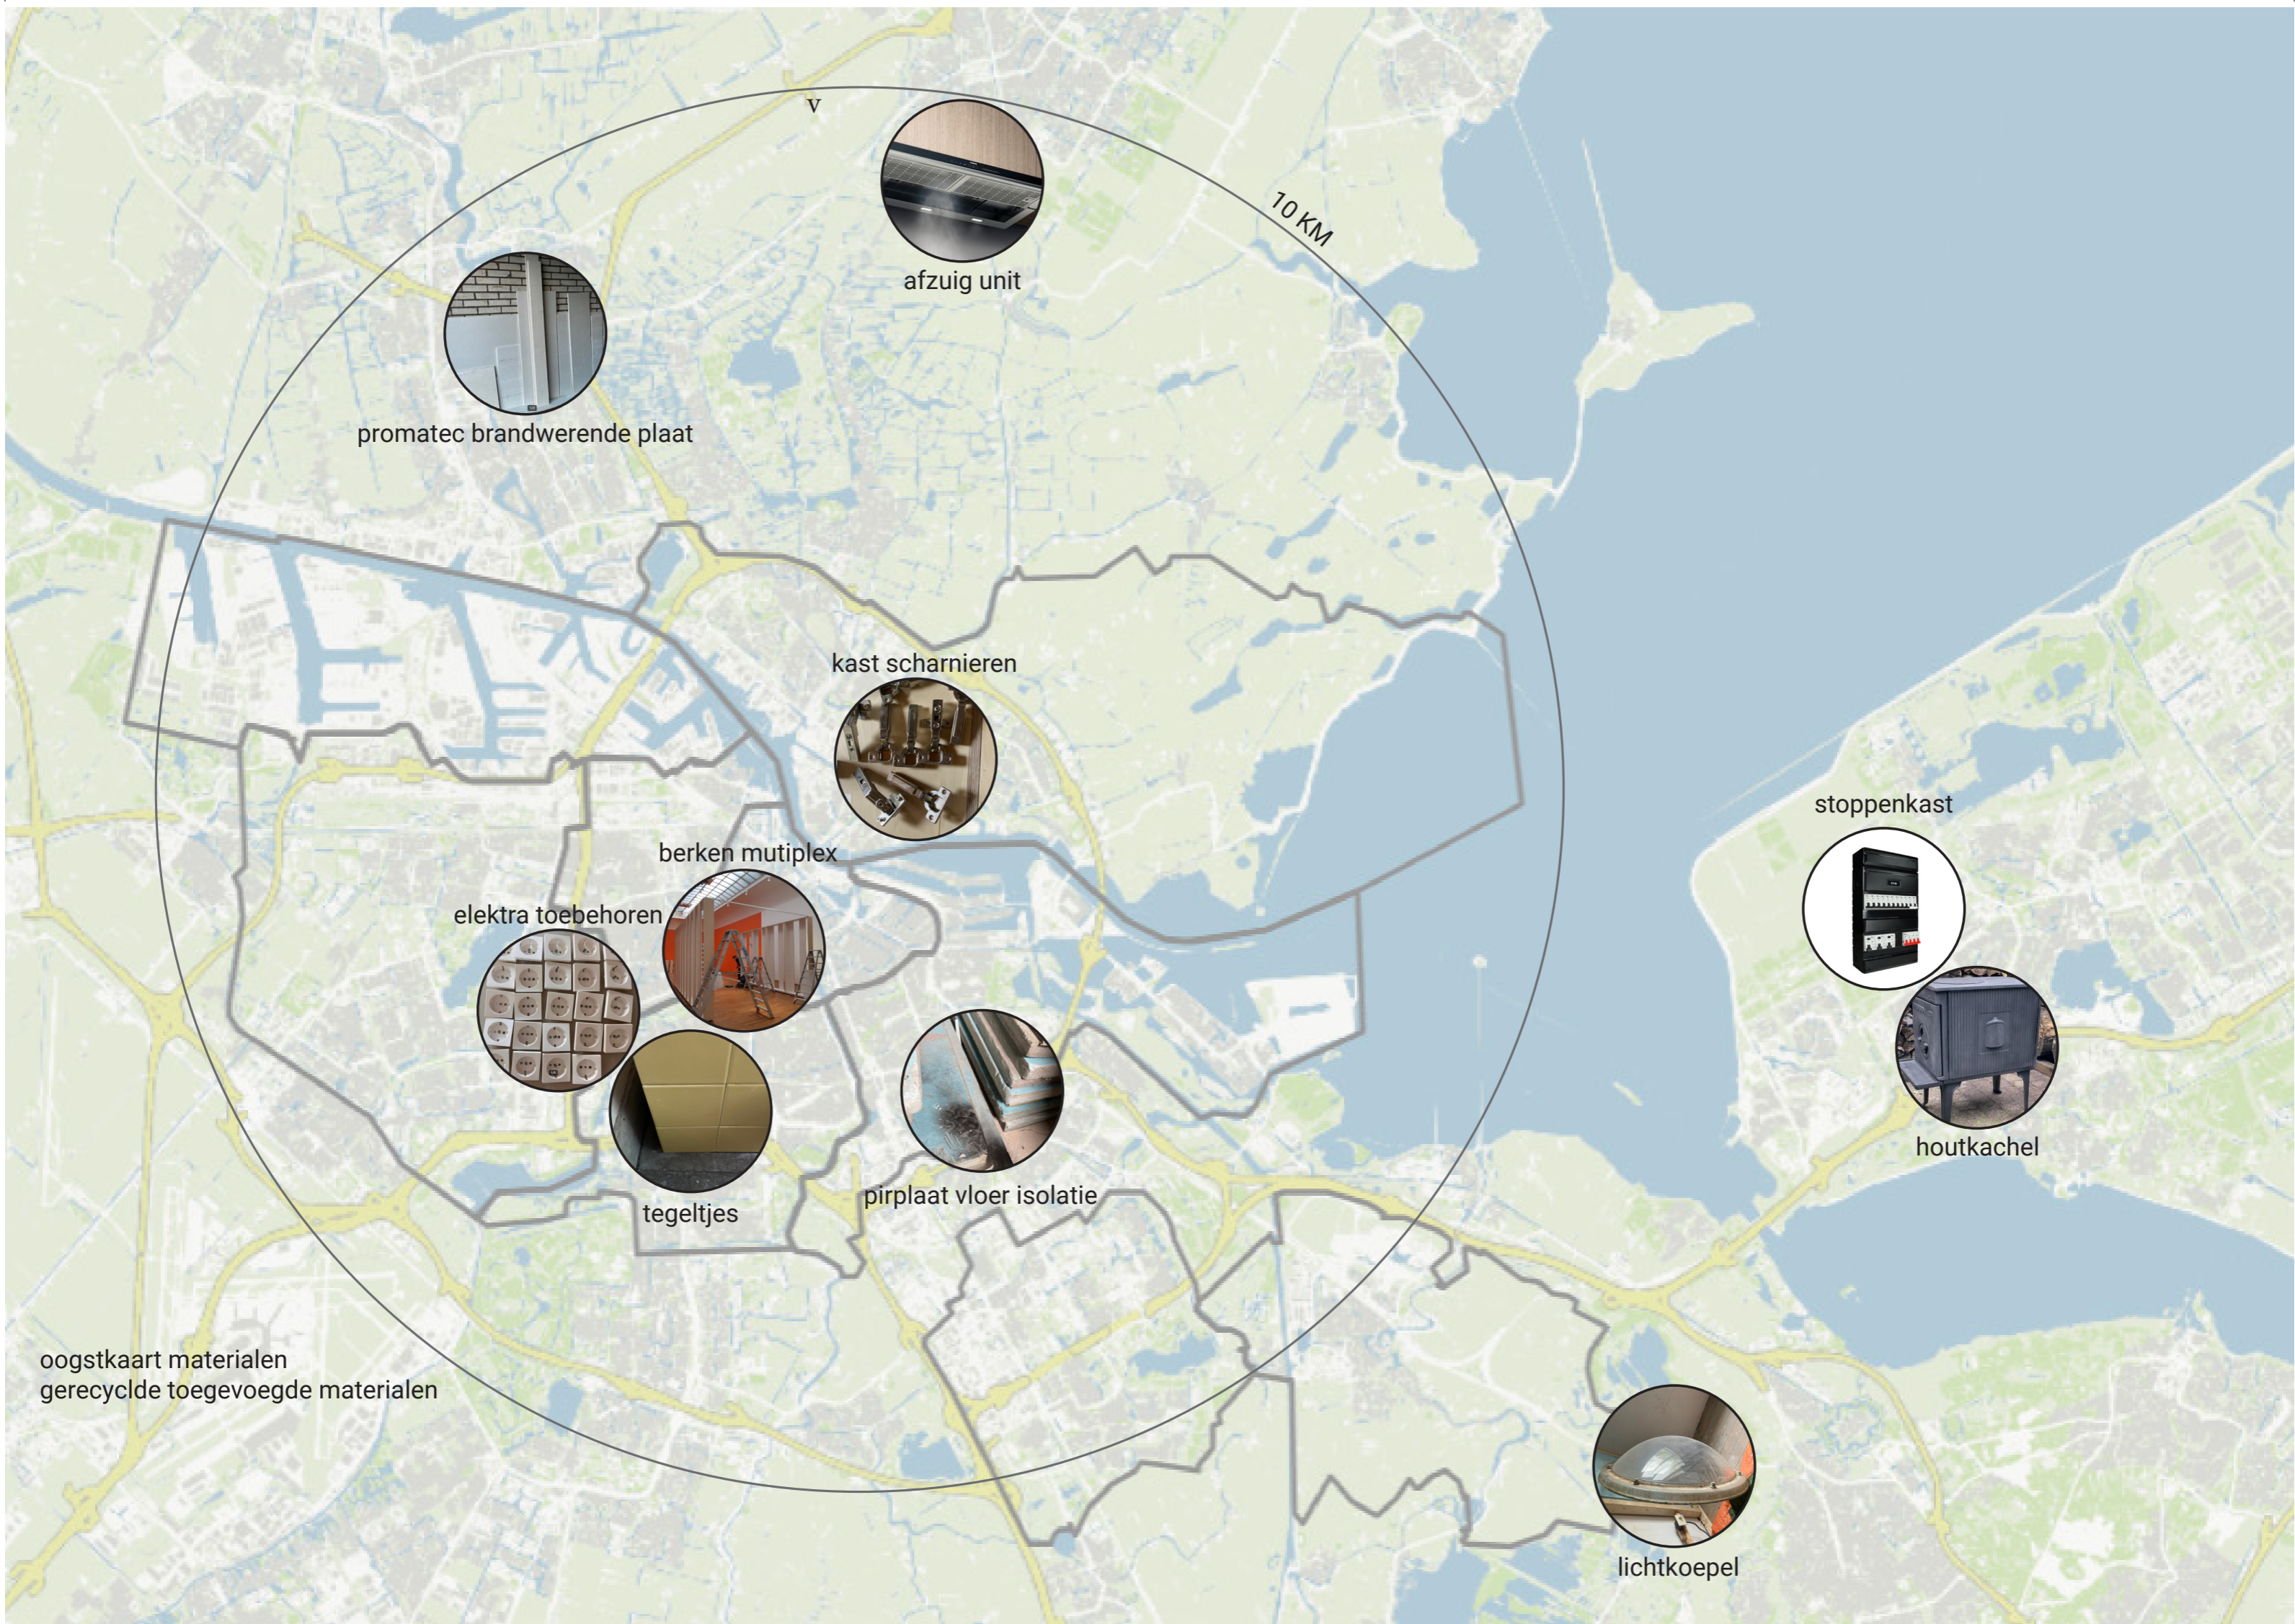 v
10 KM
afzuig unit
promatec brandwerende plaat
kast scharnieren
stoppenkast
berken mutiplex
elektra toebehoren
houtkachel
pirplaat vloer isolatie
tegeltjes
oogstkaart materialen
gerecyclde toegevoegde materialen
lichtkoepel